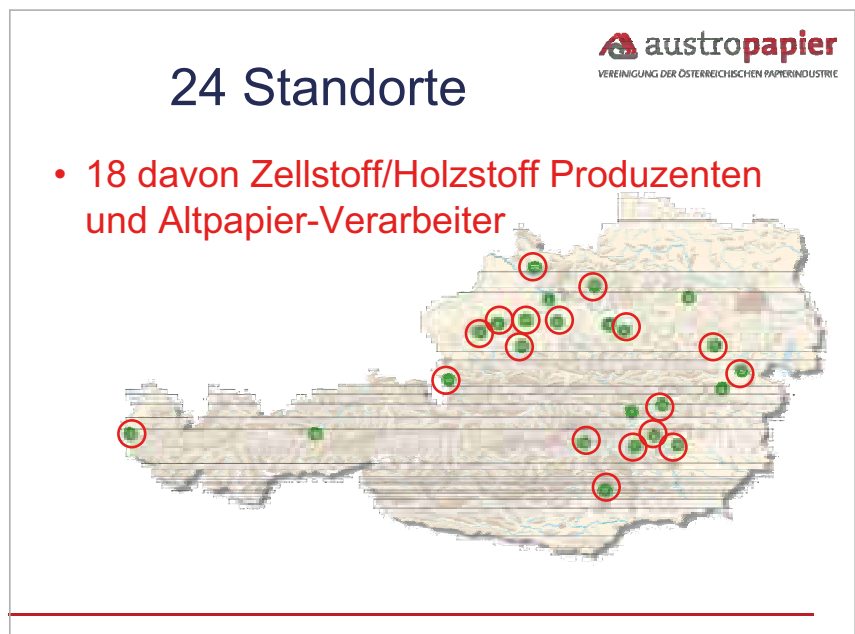 austropapier
VEREINIGUNG DER ÖSTERREICHISCHEN PAPIERINDUSTRIE
24 Standorte
• 18 davon Zellstoff/Holzstoff Produzenten
und Altpapier-Verarbeiter